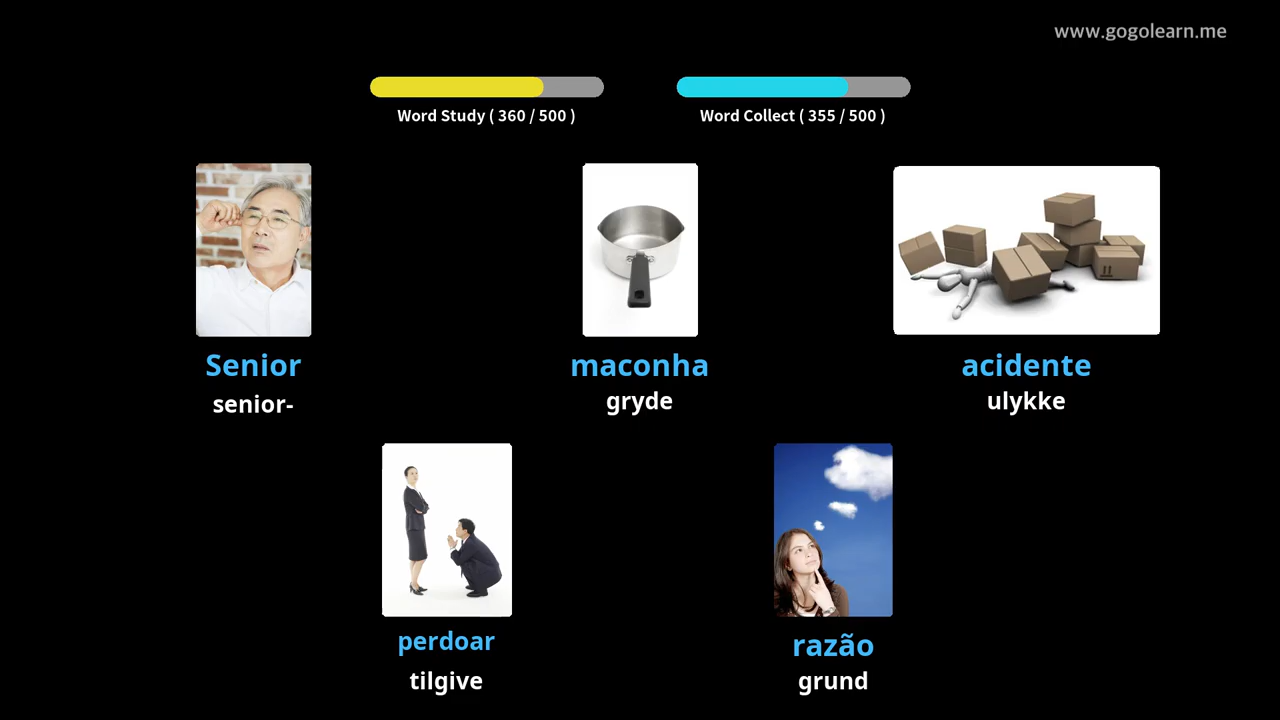 www.gogolearn.me
Word Study ( 360 / 500 )
Word Collect ( 355 / 500 )
Senior
senior-
maconha
gryde
acidente
ulykke
perdoar
tilgive
razão
grund